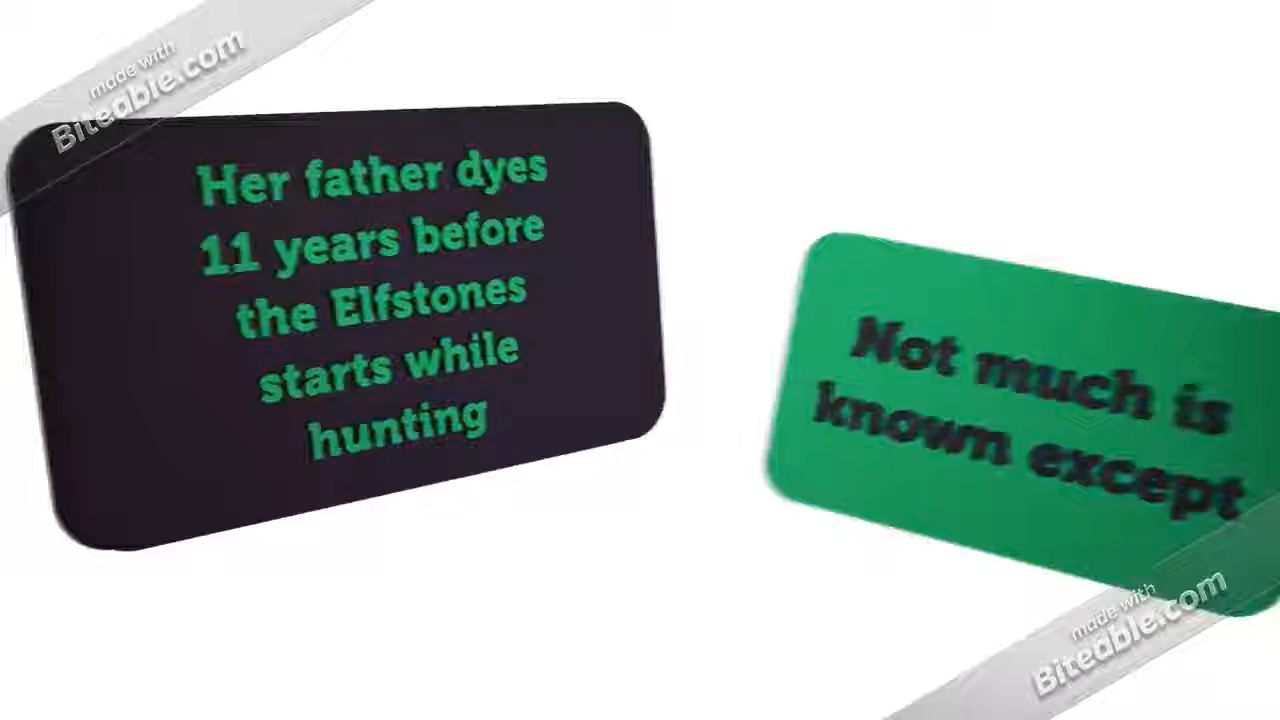 made with
Biteable.com
Her father dyes
11 years before
the Elfstones
starts while
hunting
Not much is
known except
made with
Biteable.com